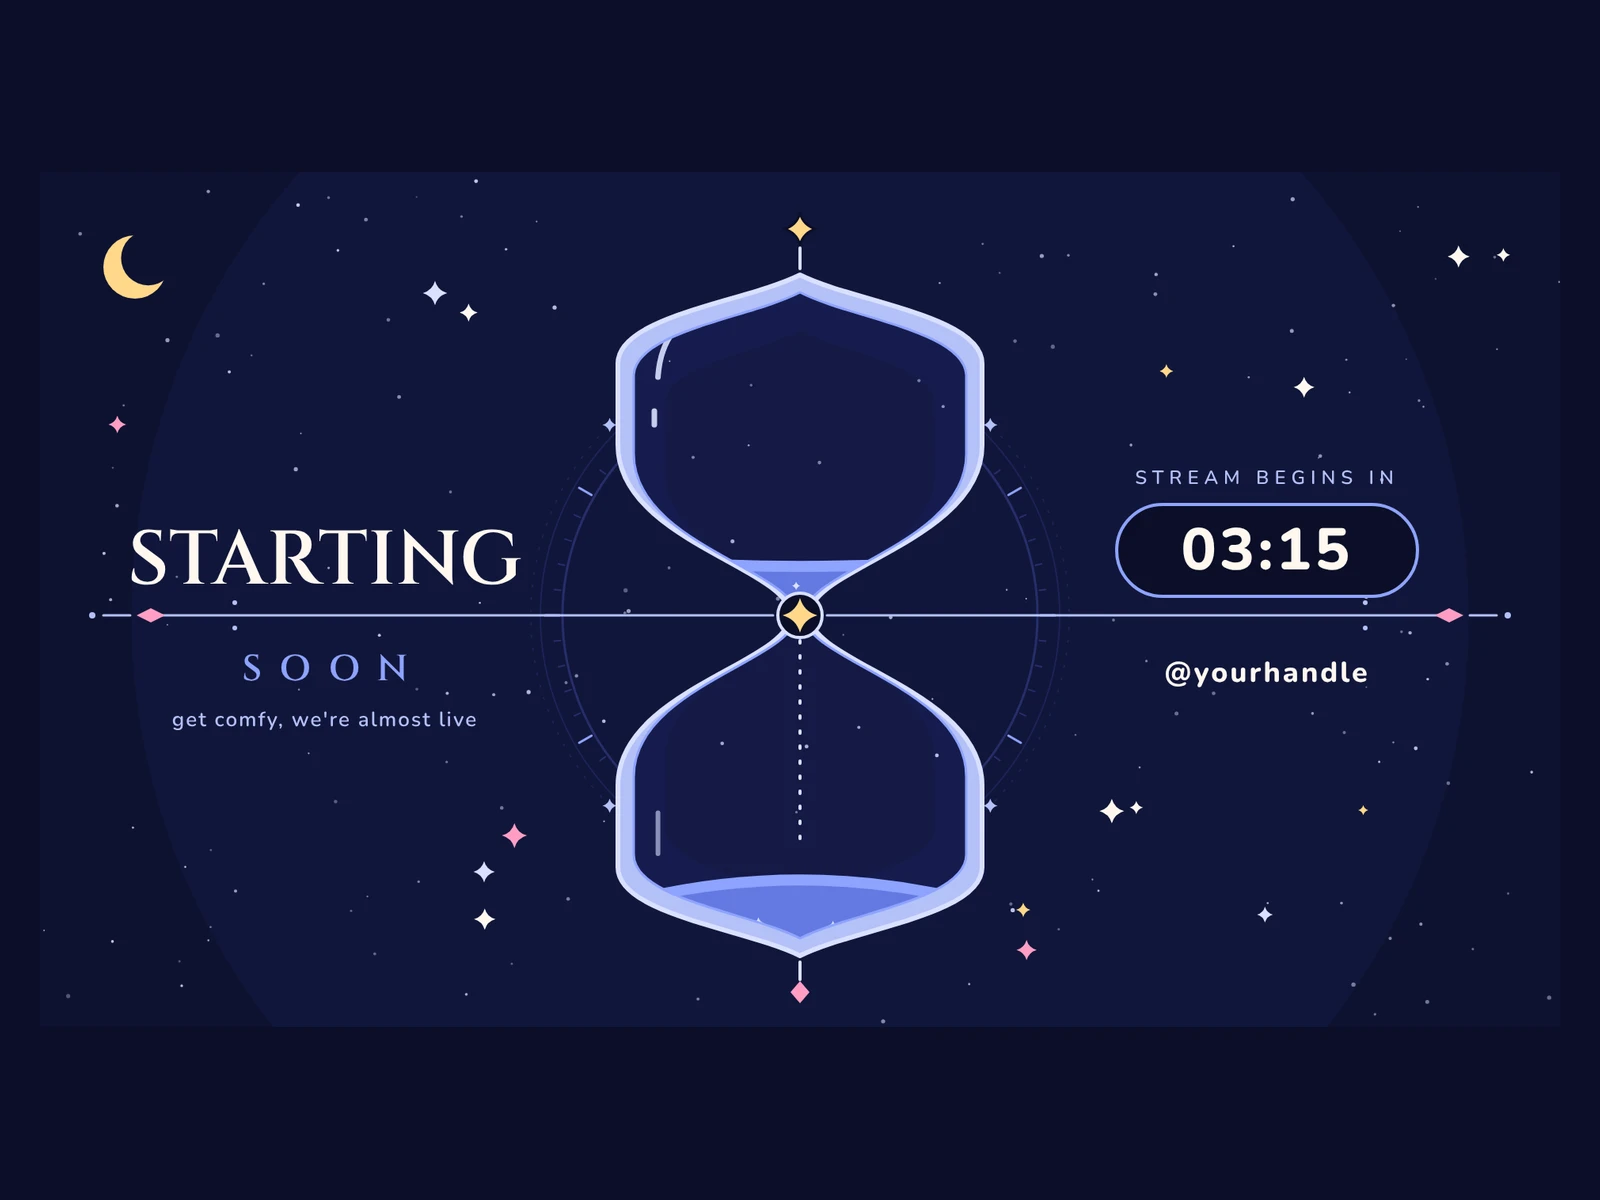 STARTING
SOON
get comfy, we're almost live
STREAM BEGINS IN
03:15
@yourhandle